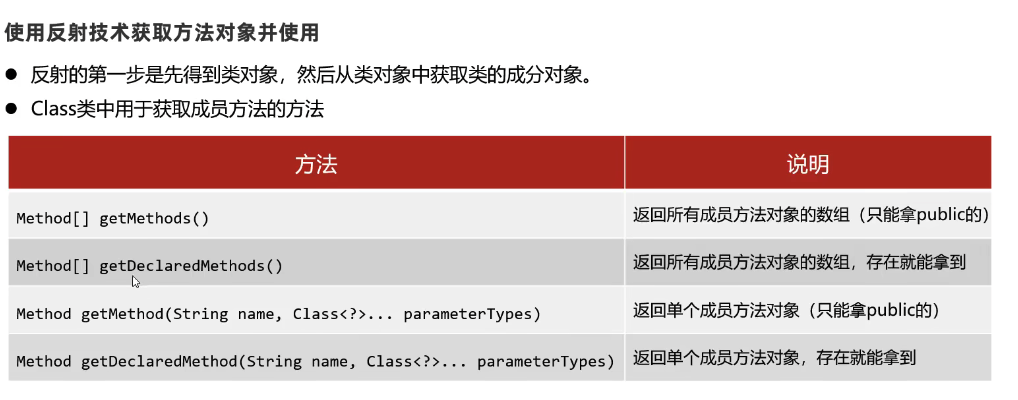 使用反射技术获取方法对象并使用
● 反射的第一步是先得到类对象，然后从类对象中获取类的成分对象。
● Class类中用于获取成员方法的方法
方法 说明
Method[] getMethods() 返回所有成员方法对象的数组（只能拿public的）
Method[] getDeclaredMethods() 返回所有成员方法对象的数组，存在就能拿到
Method getMethod(String name, Class<?>... parameterTypes) 返回单个成员方法对象（只能拿public的）
Method getDeclaredMethod(String name, Class<?>... parameterTypes) 返回单个成员方法对象，存在就能拿到